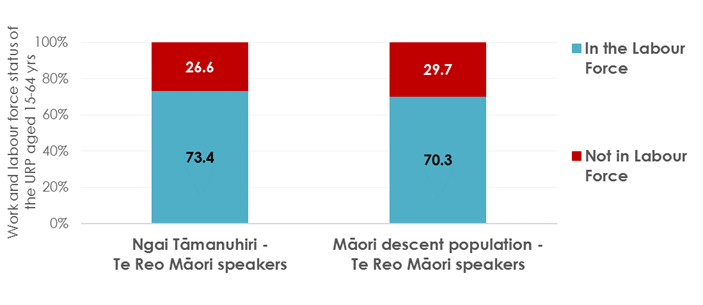 Work and labour force status of
the URP aged 15-64 yrs
100%
80%
60%
40%
20%
0%
26.6
73.4
29.7
70.3
Ngai Tāmanuhiri -
Te Reo Māori speakers
Māori descent population -
Te Reo Māori speakers
In the Labour
Force
Not in Labour
Force